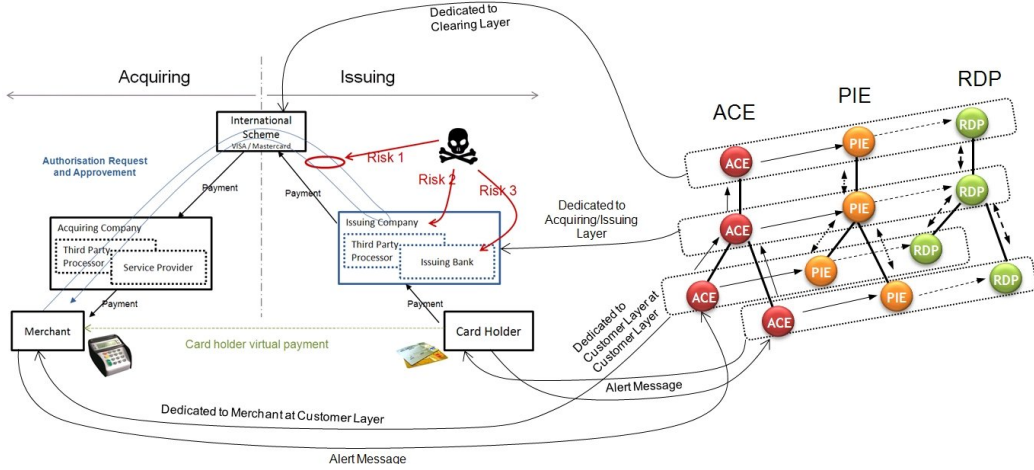 Dedicated to
Clearing Layer
Acquiring
Issuing
ACE
PIE
RDP
International
Scheme
VISA / Mastercard
Authorisation Request
and Approvement
Risk 1
Risk 2
Risk 3
Payment
Payment
Acquiring Company
Third Party
Processor
Service Provider
Issuing Company
Third Party
Processor
Issuing Bank
Dedicated to
Acquiring/Issuing
Layer
Payment
Payment
Merchant
Card Holder
Card holder virtual payment
Dedicated to
Customer Layer at
Customer Layer
Alert Message
Dedicated to Merchant at Customer Layer
Alert Message
ACE
PIE
RDP
ACE
PIE
RDP
ACE
PIE
RDP
ACE
PIE
RDP